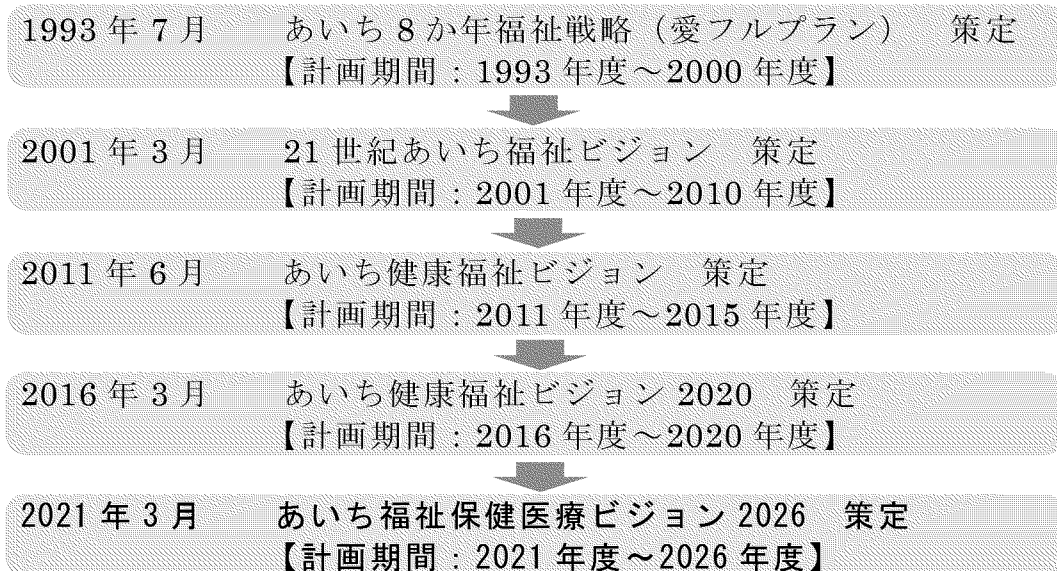 1993 年 7 月　　あいち 8 か年福祉戦略（愛フルプラン）　策定
【計画期間：1993 年度～2000 年度】
2001 年 3 月　　21 世紀あいち福祉ビジョン　策定
【計画期間：2001 年度～2010 年度】
2011 年 6 月　　あいち健康福祉ビジョン　策定
【計画期間：2011 年度～2015 年度】
2016 年 3 月　　あいち健康福祉ビジョン 2020　策定
【計画期間：2016 年度～2020 年度】
2021 年 3 月　　あいち福祉保健医療ビジョン 2026　策定
【計画期間：2021 年度～2026 年度】